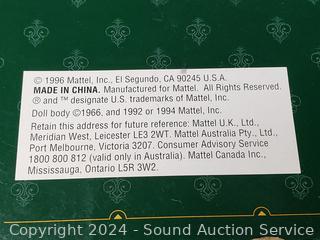 © 1996 Mattel, Inc., El Segundo, CA 90245 U.S.A.
MADE IN CHINA. Manufactured for Mattel. All Rights Reserved.
® and ™ designate U.S. trademarks of Mattel, Inc.
Doll body ©1966, and 1992 or 1994 Mattel, Inc.
Retain this address for future reference: Mattel U.K., Ltd.,
Meridian West, Leicester LE3 2WT. Mattel Australia Pty., Ltd.,
Port Melbourne, Victoria 3207. Consumer Advisory Service
1800 800 812 (valid only in Australia). Mattel Canada Inc.,
Mississauga, Ontario L5R 3W2.
Copyright 2024 - Sound Auction Service